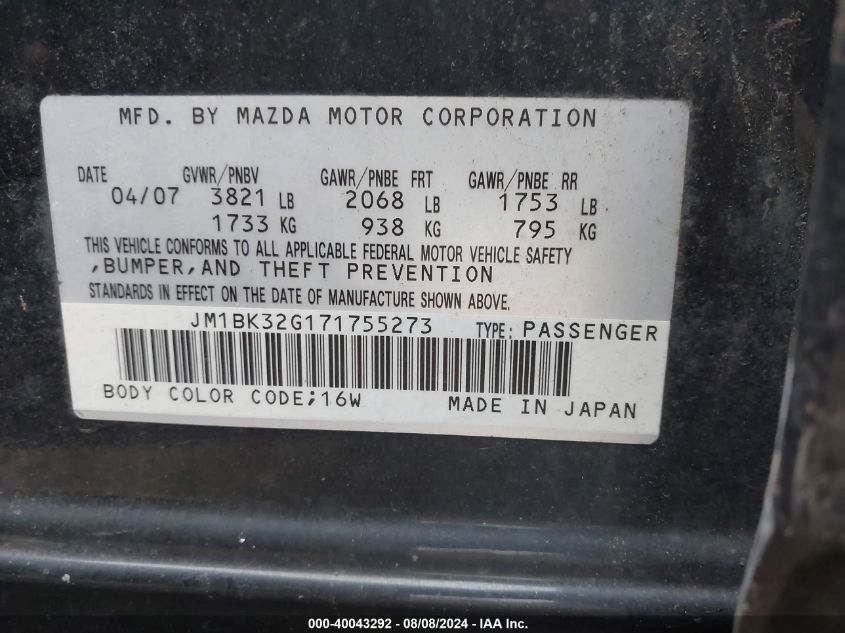 MFD. BY MAZDA MOTOR CORPORATION
DATE GVWR/PNBV GAWR/PNBE FRT GAWR/PNBE RR
04/07 3821 LB 2068 LB 1753 LB
1733 KG 938 KG 795 KG
THIS VEHICLE CONFORMS TO ALL APPLICABLE FEDERAL MOTOR VEHICLE SAFETY
,BUMPER,AND THEFT PREVENTION
STANDARDS IN EFFECT ON THE DATE OF MANUFACTURE SHOWN ABOVE.
JM1BK32G171755273 TYPE: PASSENGER
BODY COLOR CODE;16W MADE IN JAPAN
000-40043292 - 08/08/2024 - IAA Inc.